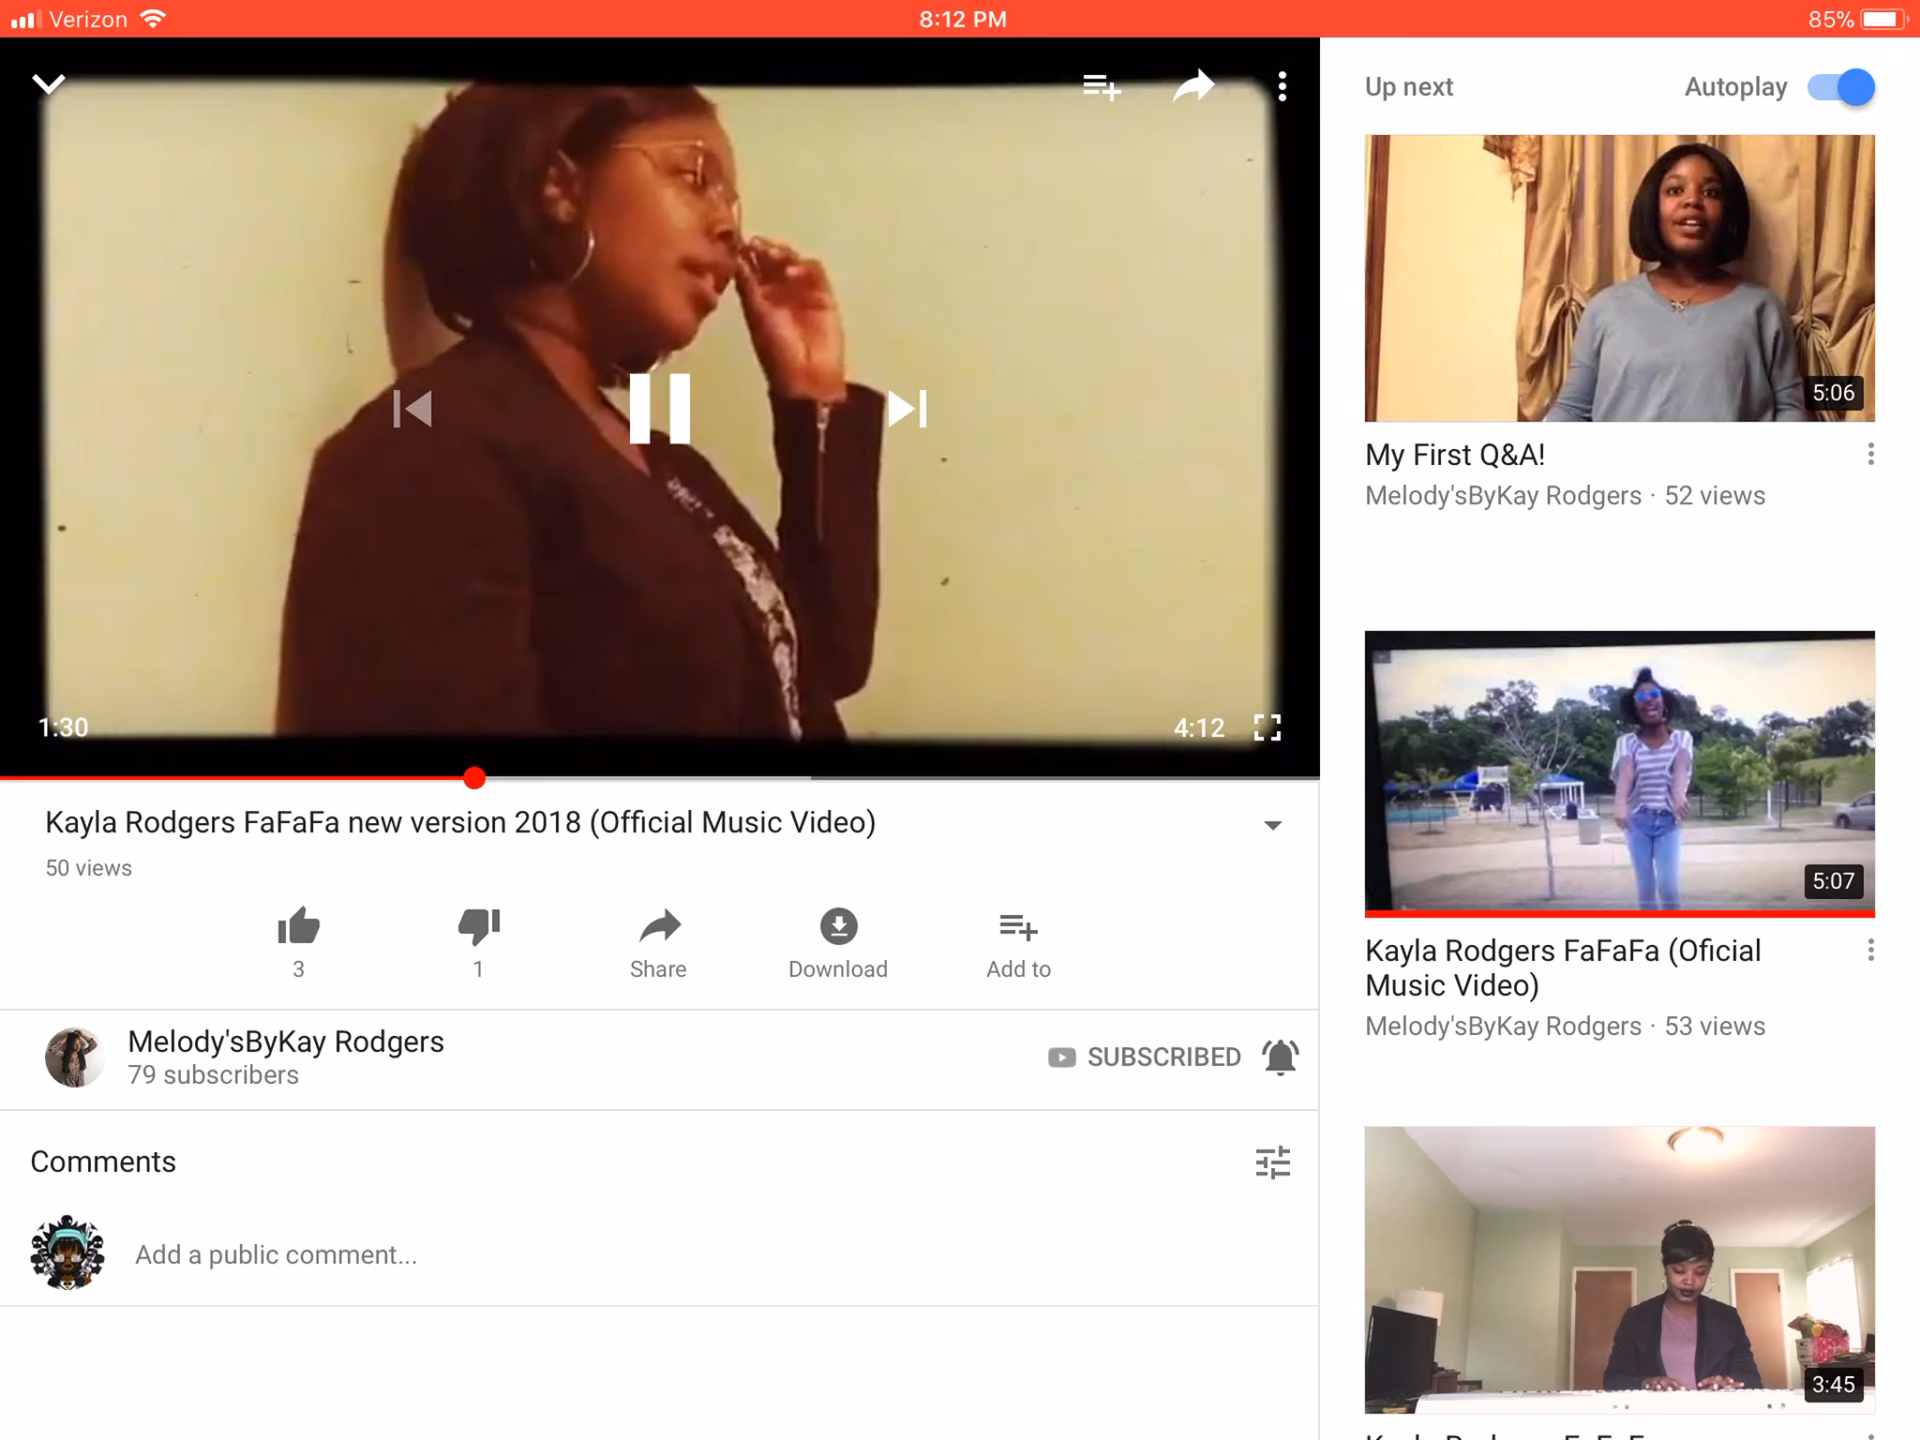 Verizon
8:12 PM
85%
1:30
4:12
Kayla Rodgers FaFaFa new version 2018 (Official Music Video)
50 views
3
1
Share
Download
Add to
Melody'sByKay Rodgers
79 subscribers
SUBSCRIBED
Comments
Add a public comment...
Up next
Autoplay
5:06
My First Q&A!
Melody'sByKay Rodgers · 52 views
5:07
Kayla Rodgers FaFaFa (Oficial
Music Video)
Melody'sByKay Rodgers · 53 views
3:45